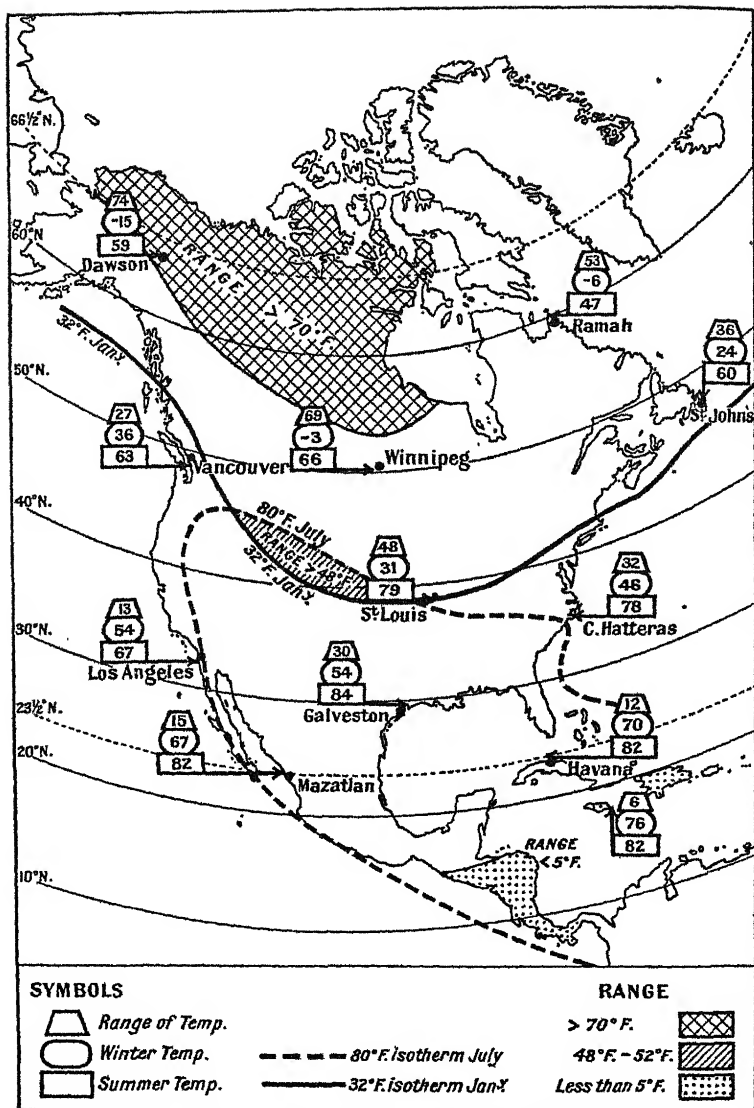 66½°N.
60°N.
50°N.
40°N.
30°N.
23½°
20°N.
10°N.
74
-15
59
Dawson
RANGE
> 70°F.
53
-6
47
Ramah
36
24
60
St. Johns
32°F. Jany.
27
36
63
Vancouver
69
-3
66
Winnipeg
80°F. July
RANGE > 48°F.
32°F. Jany.
48
31
79
St. Louis
32
46
78
C. Hatteras
13
54
67
Los Angeles
30
54
84
Galveston
15
67
82
Mazatlan
12
70
82
Havana
6
76
82
RANGE
< 5°F.
SYMBOLS
Range of Temp.
Winter Temp.
Summer Temp.
80°F. isotherm July
32°F. isotherm Jany.
RANGE
> 70°F.
48°F. – 52°F.
Less than 5°F.